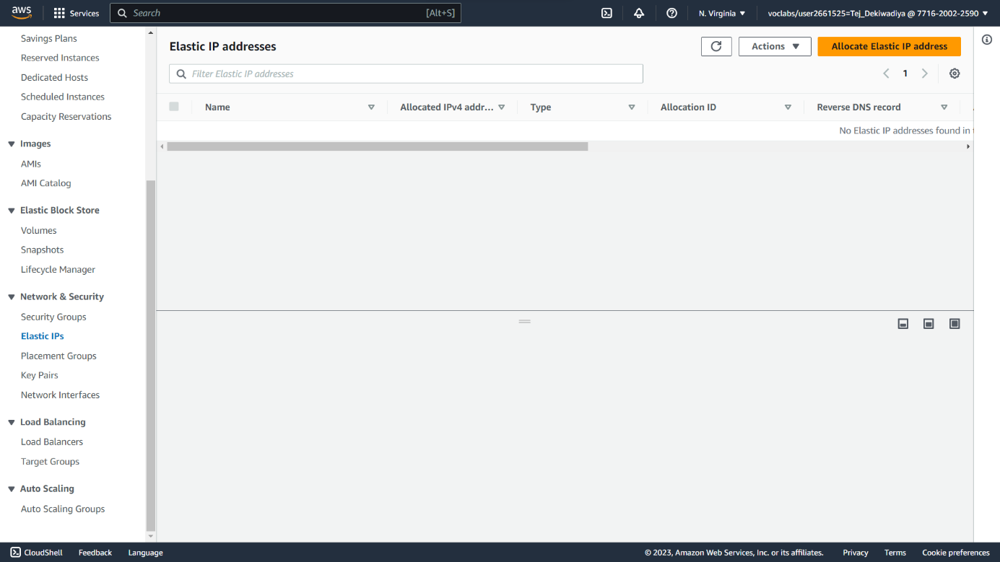 aws
Services
Search
[Alt+S]
N. Virginia
voclabs/user2661525=Tej_Dekiwadiya @ 7716-2002-2590
Savings Plans
Reserved Instances
Dedicated Hosts
Scheduled Instances
Capacity Reservations
Images
AMIs
AMI Catalog
Elastic Block Store
Volumes
Snapshots
Lifecycle Manager
Network & Security
Security Groups
Elastic IPs
Placement Groups
Key Pairs
Network Interfaces
Load Balancing
Load Balancers
Target Groups
Auto Scaling
Auto Scaling Groups
Elastic IP addresses
Actions
Allocate Elastic IP address
Filter Elastic IP addresses
1
Name
Allocated IPv4 addr...
Type
Allocation ID
Reverse DNS record
No Elastic IP addresses found in
CloudShell
Feedback
Language
© 2023, Amazon Web Services, Inc. or its affiliates.
Privacy
Terms
Cookie preferences